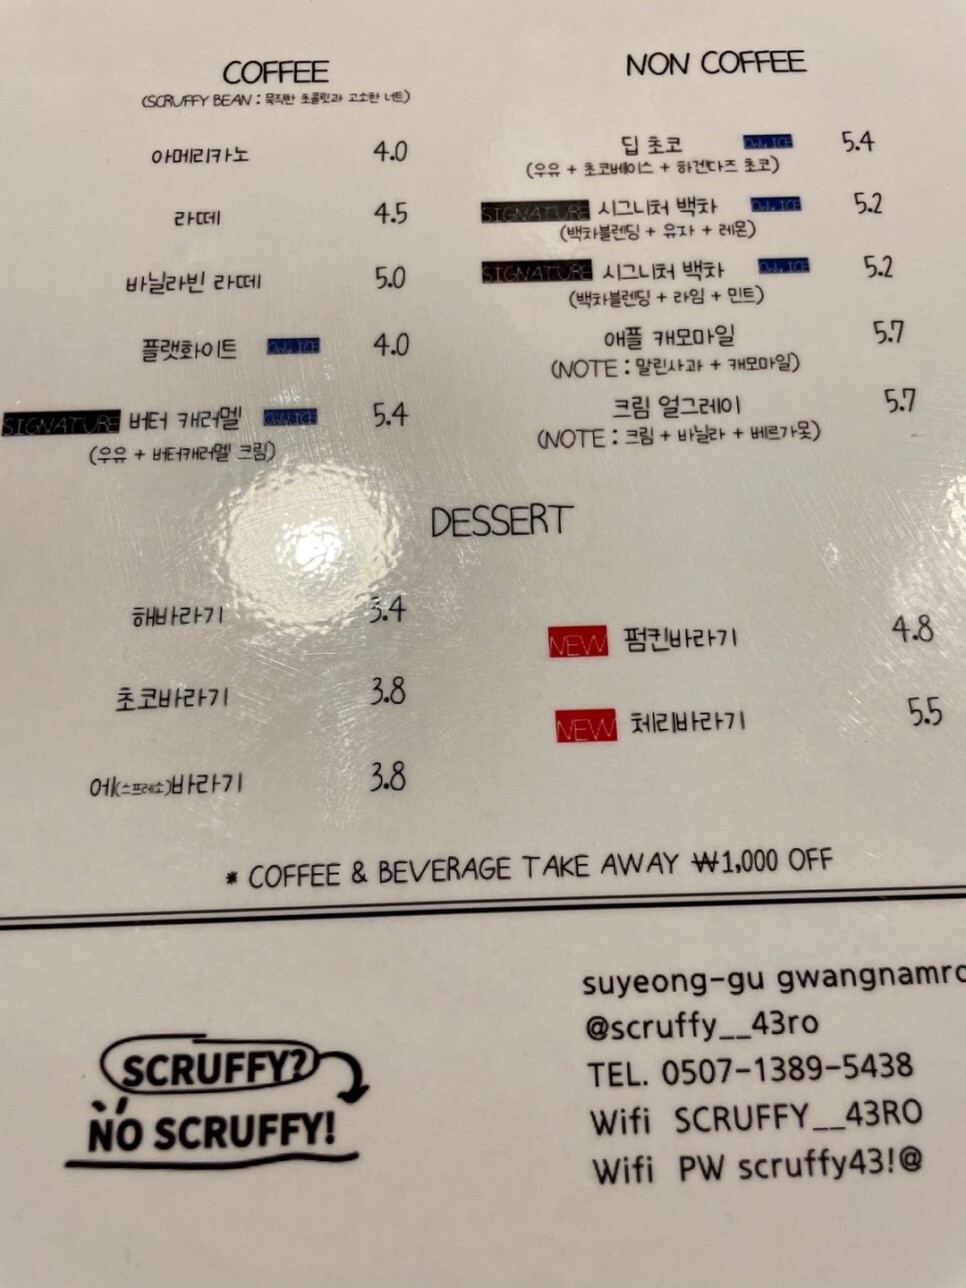 COFFEE
(SCRUFFY BEAN : 묵직한 초콜릿과 고소한 너트)
아메리카노 4.0
라떼 4.5
바닐라빈 라떼 5.0
플랫화이트 Only ICE 4.0
SIGNATURE 버터 캐러멜 Only ICE 5.4
(우유 + 버터캐러멜 크림)
NON COFFEE
딥 초코 Only ICE 5.4
(우유 + 초코베이스 + 하겐다즈 초코)
SIGNATURE 시그니처 백차 Only ICE 5.2
(백차블렌딩 + 유자 + 레몬)
SIGNATURE 시그니처 백차 Only ICE 5.2
(백차블렌딩 + 라임 + 민트)
애플 캐모마일 5.7
(NOTE : 말린사과 + 캐모마일)
크림 얼그레이 5.7
(NOTE : 크림 + 바닐라 + 베르가못)
DESSERT
해바라기 3.4
초코바라기 3.8
에(스프레소)바라기 3.8
NEW 펌킨바라기 4.8
NEW 체리바라기 5.5
* COFFEE & BEVERAGE TAKE AWAY ₩1,000 OFF
SCRUFFY?
NO SCRUFFY!
suyeong-gu gwangnamro
@scruffy__43ro
TEL. 0507-1389-5438
Wifi SCRUFFY__43RO
Wifi PW scruffy43!@